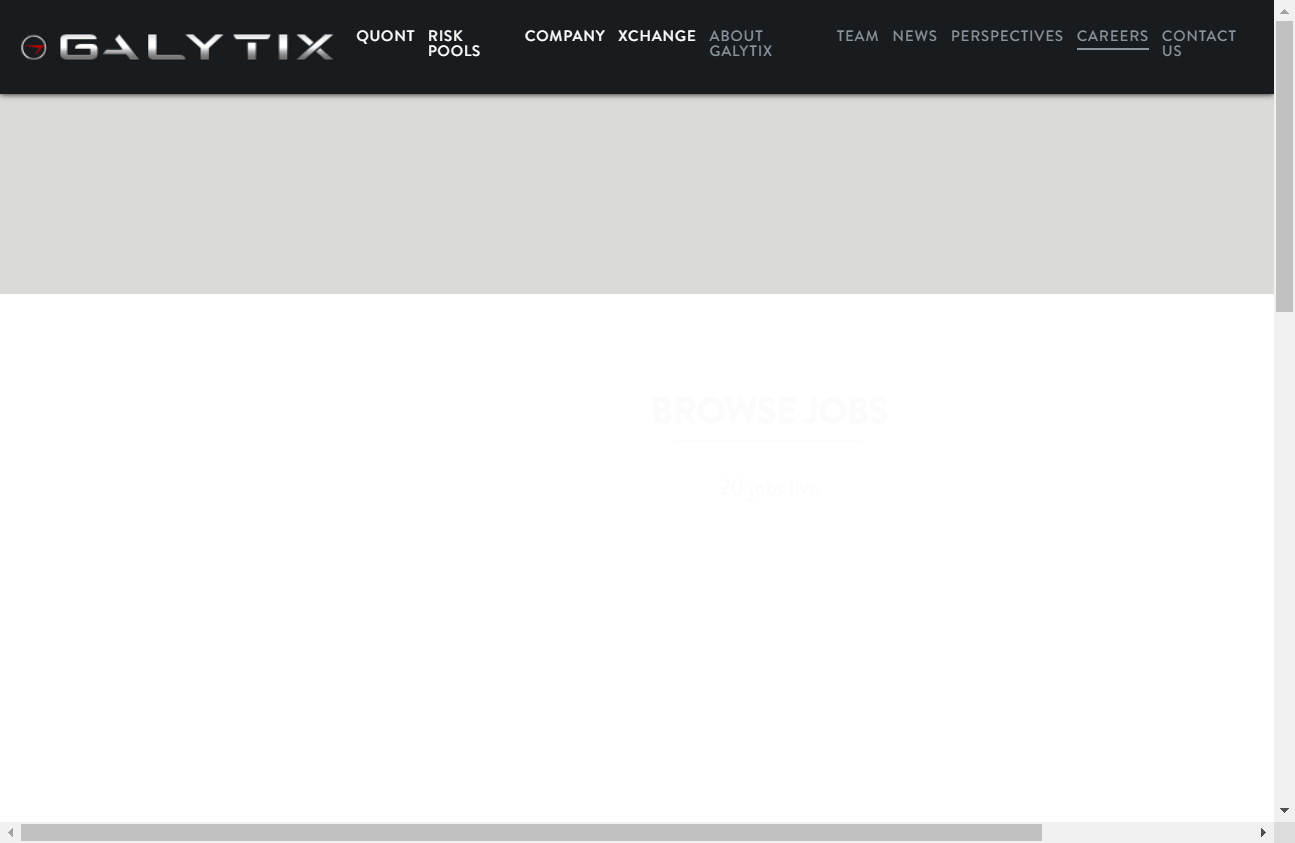 GALYTIX
QUONT
RISK
POOLS
COMPANY
XCHANGE
ABOUT
GALYTIX
TEAM
NEWS
PERSPECTIVES
CAREERS
CONTACT
US
BROWSE JOBS
20 jobs live